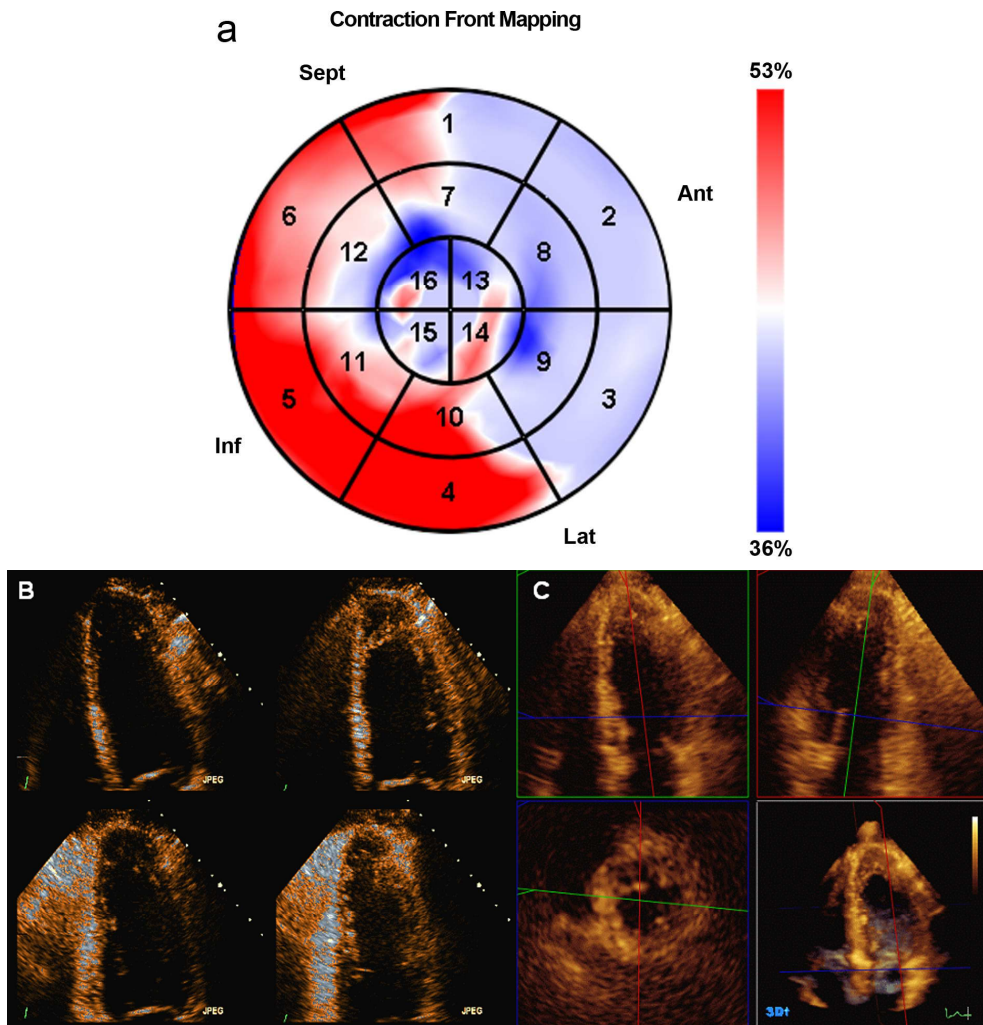 Contraction Front Mapping
a
53%
Sept
1
Ant
6
2
7
12
8
16
13
15
14
11
9
5
10
3
Inf
4
Lat
36%
B
C
JPEG
JPEG
JPEG
JPEG
3Dt